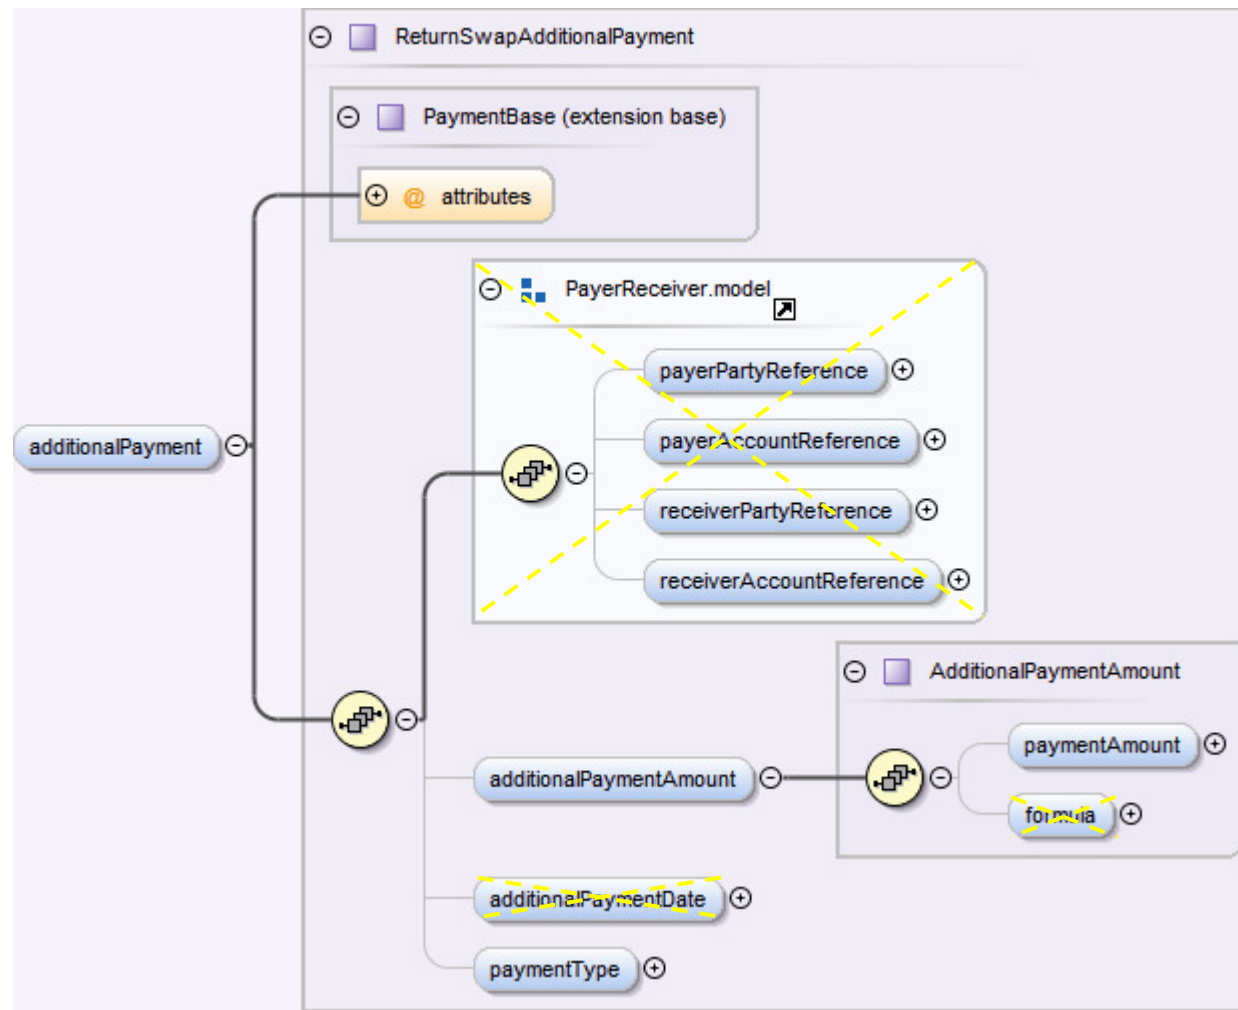 ReturnSwapAdditionalPayment
PaymentBase (extension base)
@ attributes
PayerReceiver.model
payerPartyReference
payerAccountReference
additionalPayment
receiverPartyReference
receiverAccountReference
AdditionalPaymentAmount
paymentAmount
additionalPaymentAmount
formula
additionalPaymentDate
paymentType